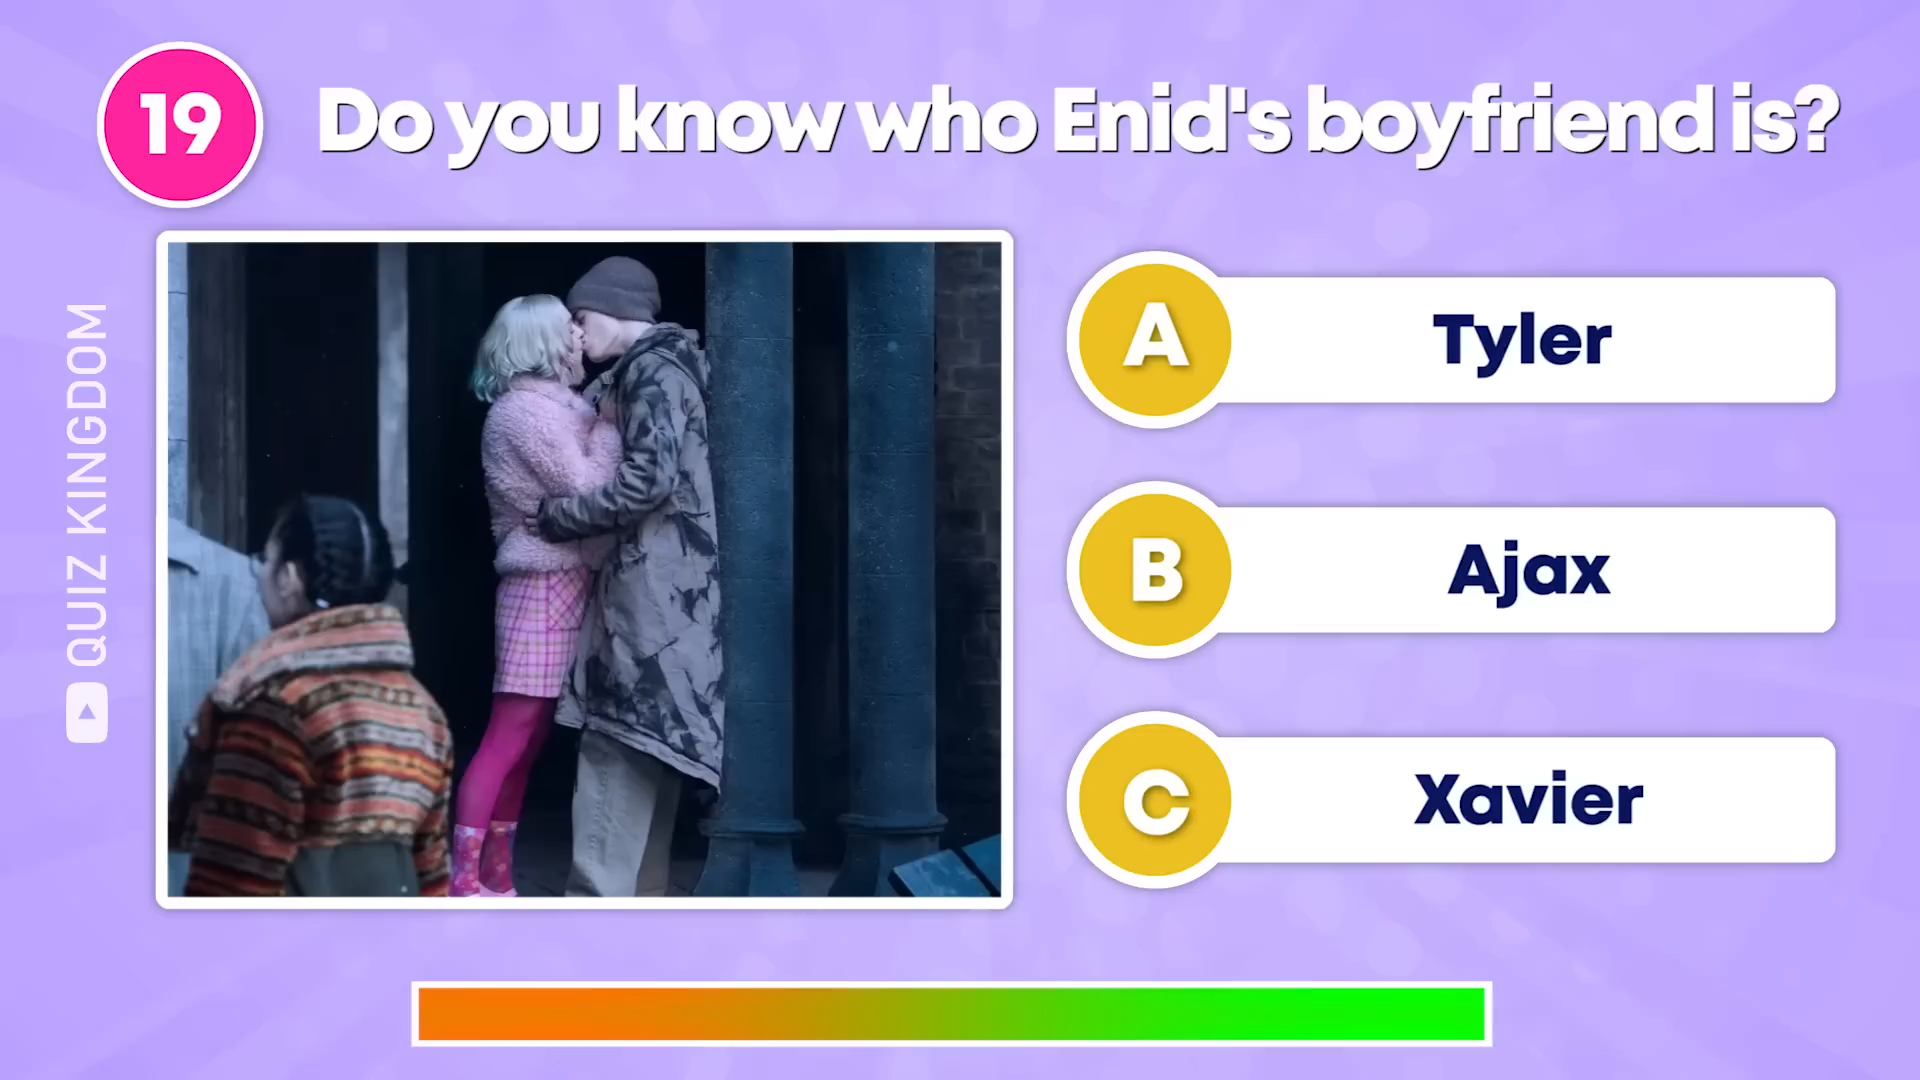 19
Do you know who Enid's boyfriend is?
QUIZ KINGDOM
A Tyler
B Ajax
C Xavier